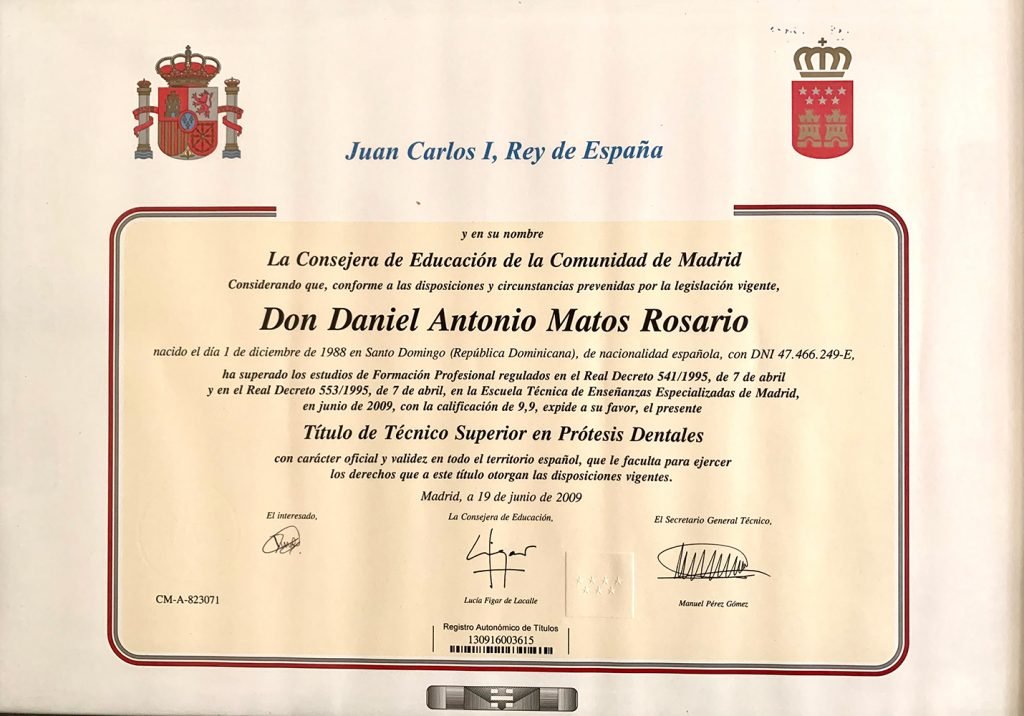 Juan Carlos I, Rey de España
y en su nombre
La Consejera de Educación de la Comunidad de Madrid
Considerando que, conforme a las disposiciones y circunstancias prevenidas por la legislación vigente,
Don Daniel Antonio Matos Rosario
nacido el día 1 de diciembre de 1988 en Santo Domingo (República Dominicana), de nacionalidad española, con DNI 47.466.249-E,
ha superado los estudios de Formación Profesional regulados en el Real Decreto 541/1995, de 7 de abril
y en el Real Decreto 553/1995, de 7 de abril, en la Escuela Técnica de Enseñanzas Especializadas de Madrid,
en junio de 2009, con la calificación de 9,9, expide a su favor, el presente
Título de Técnico Superior en Prótesis Dentales
con carácter oficial y validez en todo el territorio español, que le faculta para ejercer
los derechos que a este título otorgan las disposiciones vigentes.
Madrid, a 19 de junio de 2009
El interesado,
La Consejera de Educación,
El Secretario General Técnico,
Figar
Lucía Figar de Lacalle
Manuel Pérez Gómez
CM-A-823071
Registro Autonómico de Títulos
130916003615